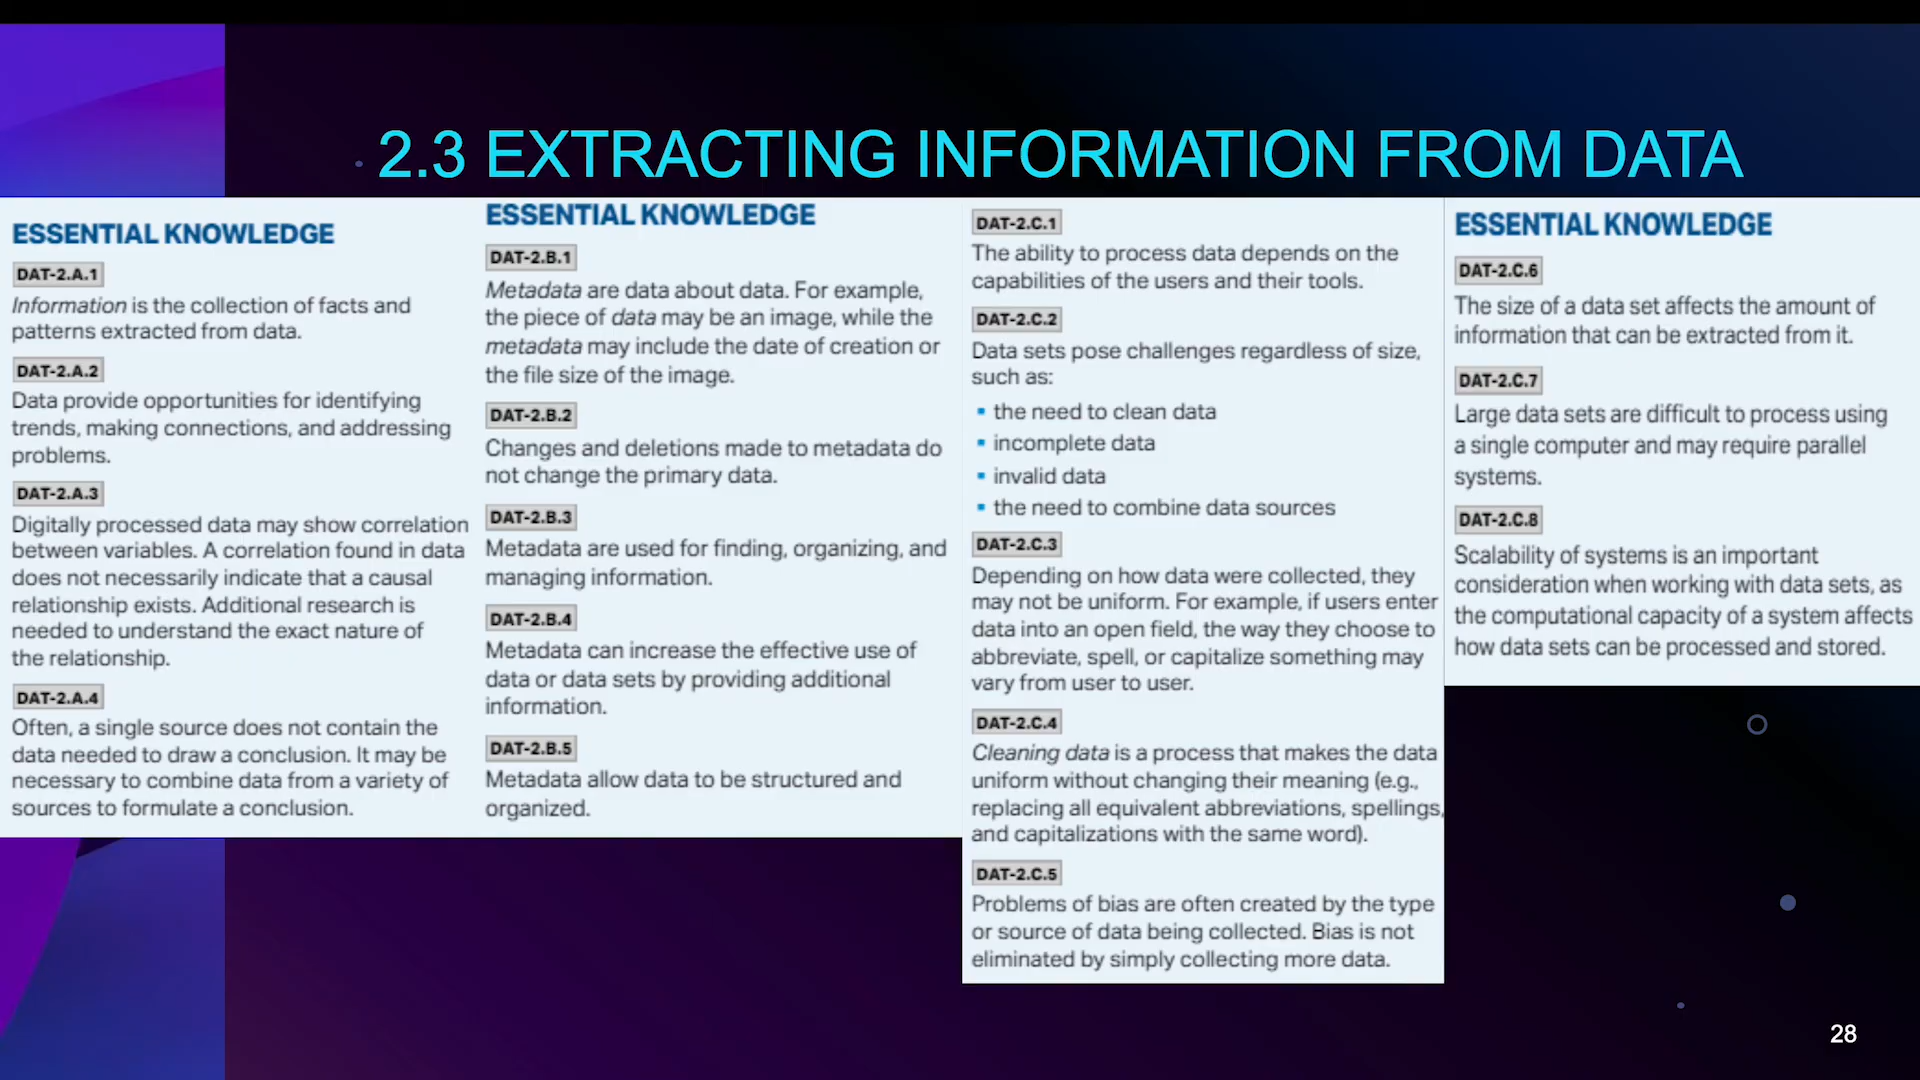 2.3 EXTRACTING INFORMATION FROM DATA
ESSENTIAL KNOWLEDGE
DAT-2.A.1
Information is the collection of facts and
patterns extracted from data.
DAT-2.A.2
Data provide opportunities for identifying
trends, making connections, and addressing
problems.
DAT-2.A.3
Digitally processed data may show correlation
between variables. A correlation found in data
does not necessarily indicate that a causal
relationship exists. Additional research is
needed to understand the exact nature of
the relationship.
DAT-2.A.4
Often, a single source does not contain the
data needed to draw a conclusion. It may be
necessary to combine data from a variety of
sources to formulate a conclusion.
ESSENTIAL KNOWLEDGE
DAT-2.B.1
Metadata are data about data. For example,
the piece of data may be an image, while the
metadata may include the date of creation or
the file size of the image.
DAT-2.B.2
Changes and deletions made to metadata do
not change the primary data.
DAT-2.B.3
Metadata are used for finding, organizing, and
managing information.
DAT-2.B.4
Metadata can increase the effective use of
data or data sets by providing additional
information.
DAT-2.B.5
Metadata allow data to be structured and
organized.
DAT-2.C.1
The ability to process data depends on the
capabilities of the users and their tools.
DAT-2.C.2
Data sets pose challenges regardless of size,
such as:
▪ the need to clean data
▪ incomplete data
▪ invalid data
▪ the need to combine data sources
DAT-2.C.3
Depending on how data were collected, they
may not be uniform. For example, if users enter
data into an open field, the way they choose to
abbreviate, spell, or capitalize something may
vary from user to user.
DAT-2.C.4
Cleaning data is a process that makes the data
uniform without changing their meaning (e.g.,
replacing all equivalent abbreviations, spellings,
and capitalizations with the same word).
DAT-2.C.5
Problems of bias are often created by the type
or source of data being collected. Bias is not
eliminated by simply collecting more data.
ESSENTIAL KNOWLEDGE
DAT-2.C.6
The size of a data set affects the amount of
information that can be extracted from it.
DAT-2.C.7
Large data sets are difficult to process using
a single computer and may require parallel
systems.
DAT-2.C.8
Scalability of systems is an important
consideration when working with data sets, as
the computational capacity of a system affects
how data sets can be processed and stored.
28